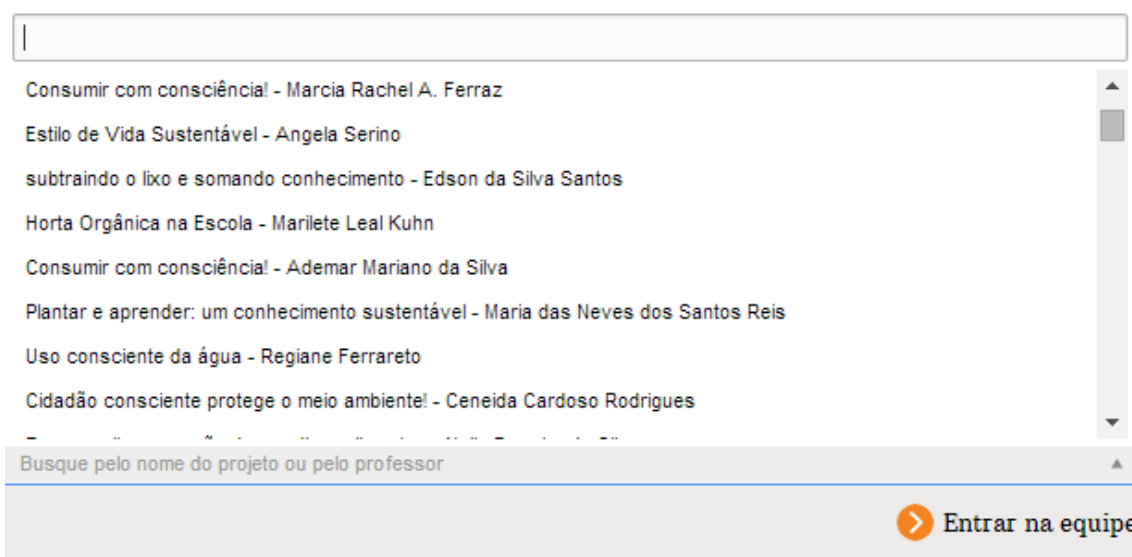 Consumir com consciência! - Marcia Rachel A. Ferraz
Estilo de Vida Sustentável - Angela Serino
subtraindo o lixo e somando conhecimento - Edson da Silva Santos
Horta Orgânica na Escola - Marilete Leal Kuhn
Consumir com consciência! - Ademar Mariano da Silva
Plantar e aprender: um conhecimento sustentável - Maria das Neves dos Santos Reis
Uso consciente da água - Regiane Ferrareto
Cidadão consciente protege o meio ambiente! - Ceneida Cardoso Rodrigues
Busque pelo nome do projeto ou pelo professor
Entrar na equipe